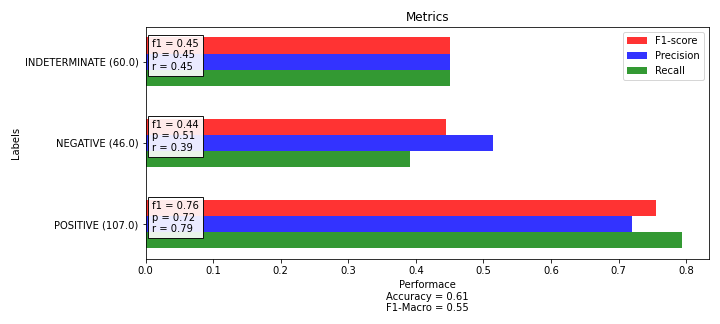 Metrics
F1-score
Precision
Recall
Labels
INDETERMINATE (60.0)
f1 = 0.45
p = 0.45
r = 0.45
NEGATIVE (46.0)
f1 = 0.44
p = 0.51
r = 0.39
POSITIVE (107.0)
f1 = 0.76
p = 0.72
r = 0.79
0.0 0.1 0.2 0.3 0.4 0.5 0.6 0.7 0.8
Performace
Accuracy = 0.61
F1-Macro = 0.55